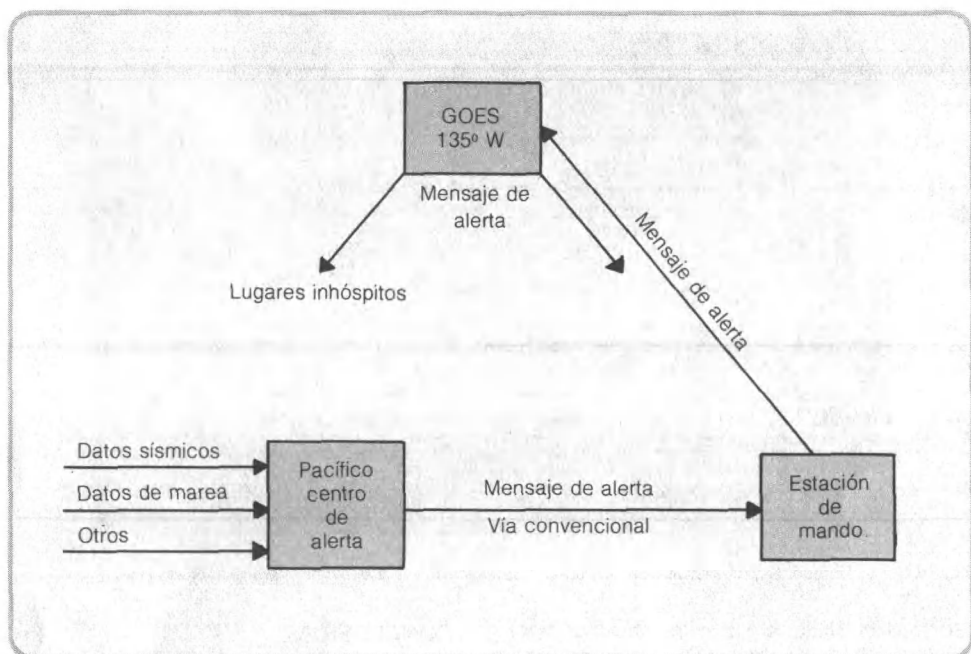 GOES
135º W
Mensaje de
alerta
Mensaje de alerta
Lugares inhóspitos
Datos sísmicos
Datos de marea
Otros
Pacífico
centro
de
alerta
Mensaje de alerta
Vía convencional
Estación
de
mando